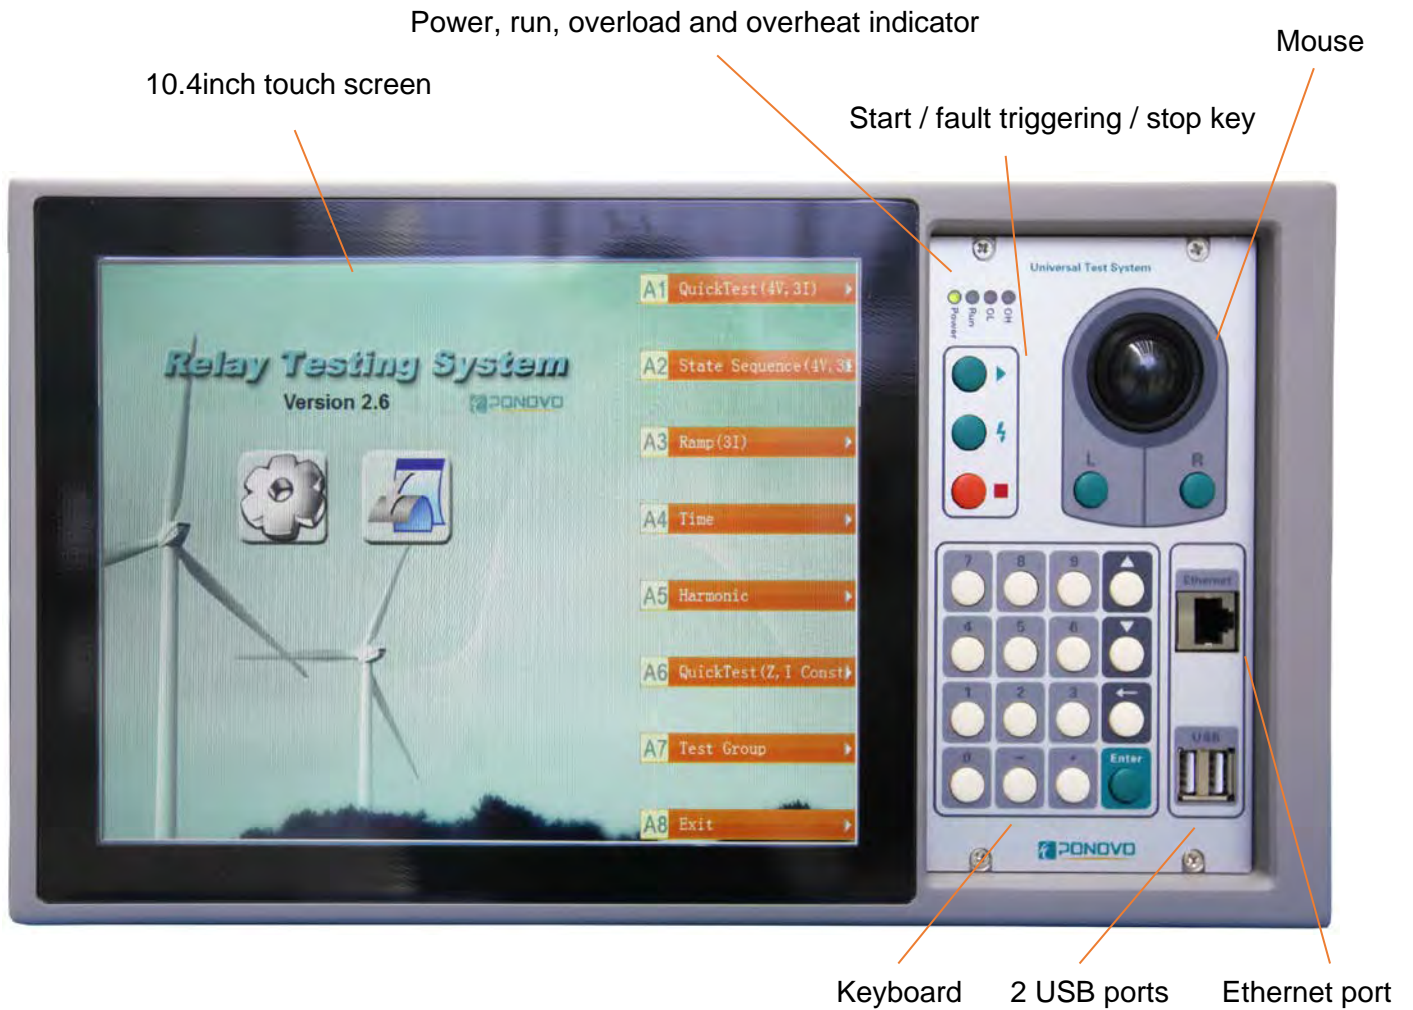 Power, run, overload and overheat indicator
Mouse
10.4inch touch screen
Start / fault triggering / stop key
Universal Test System
Power
Run
OL
OH
A1 QuickTest(4V,3I)
A2 State Sequence(4V,3I
A3 Ramp(3I)
A4 Time
A5 Harmonic
A6 QuickTest(Z,I Const
A7 Test Group
A8 Exit
Relay Testing System
Version 2.6
PONOVO
L
R
7 8 9
4 5 6
1 2 3
0 - .
Enter
Ethernet
USB
PONOVO
Keyboard
2 USB ports
Ethernet port